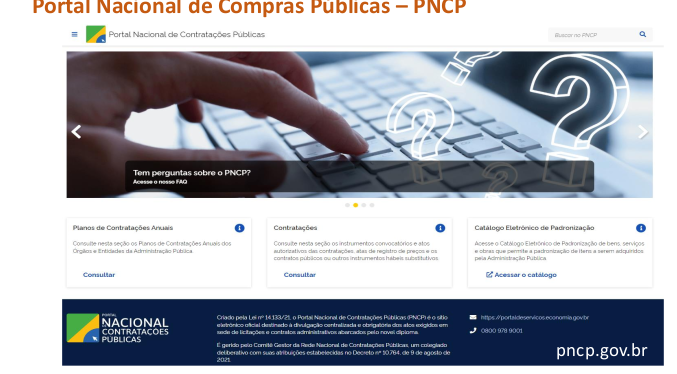 Portal Nacional de Compras Públicas – PNCP
Portal Nacional de Contratações Públicas
Buscar no PNCP
Tem perguntas sobre o PNCP?
Acesse o nosso FAQ
Planos de Contratações Anuais
Consulte nesta seção os Planos de Contratações Anuais dos
Órgãos e Entidades da Administração Pública.
Consultar
Contratações
Consulte nesta seção os instrumentos convocatórios e atos
autorizativos das contratações; atas de registro de preços e os
contratos públicos ou outros instrumentos hábeis substitutivos
Consultar
Catálogo Eletrônico de Padronização
Acesse o Catálogo Eletrônico de Padronização de bens, serviços
e obras que permite a padronização de itens a serem adquiridos
pela Administração Pública.
Acessar o catálogo
PORTAL
NACIONAL
CONTRATAÇÕES
PÚBLICAS
Criado pela Lei nº 14.133/21, o Portal Nacional de Contratações Públicas (PNCP) é o sítio
eletrônico oficial destinado à divulgação centralizada e obrigatória dos atos exigidos em
sede de licitações e contratos administrativos abarcados pelo novel diploma.
É gerido pelo Comitê Gestor da Rede Nacional de Contratações Públicas, um colegiado
deliberativo com suas atribuições estabelecidas no Decreto nº 10.764, de 9 de agosto de
2021.
https://portaldeservicos.economia.gov.br
0800 978 9001
pncp.gov.br